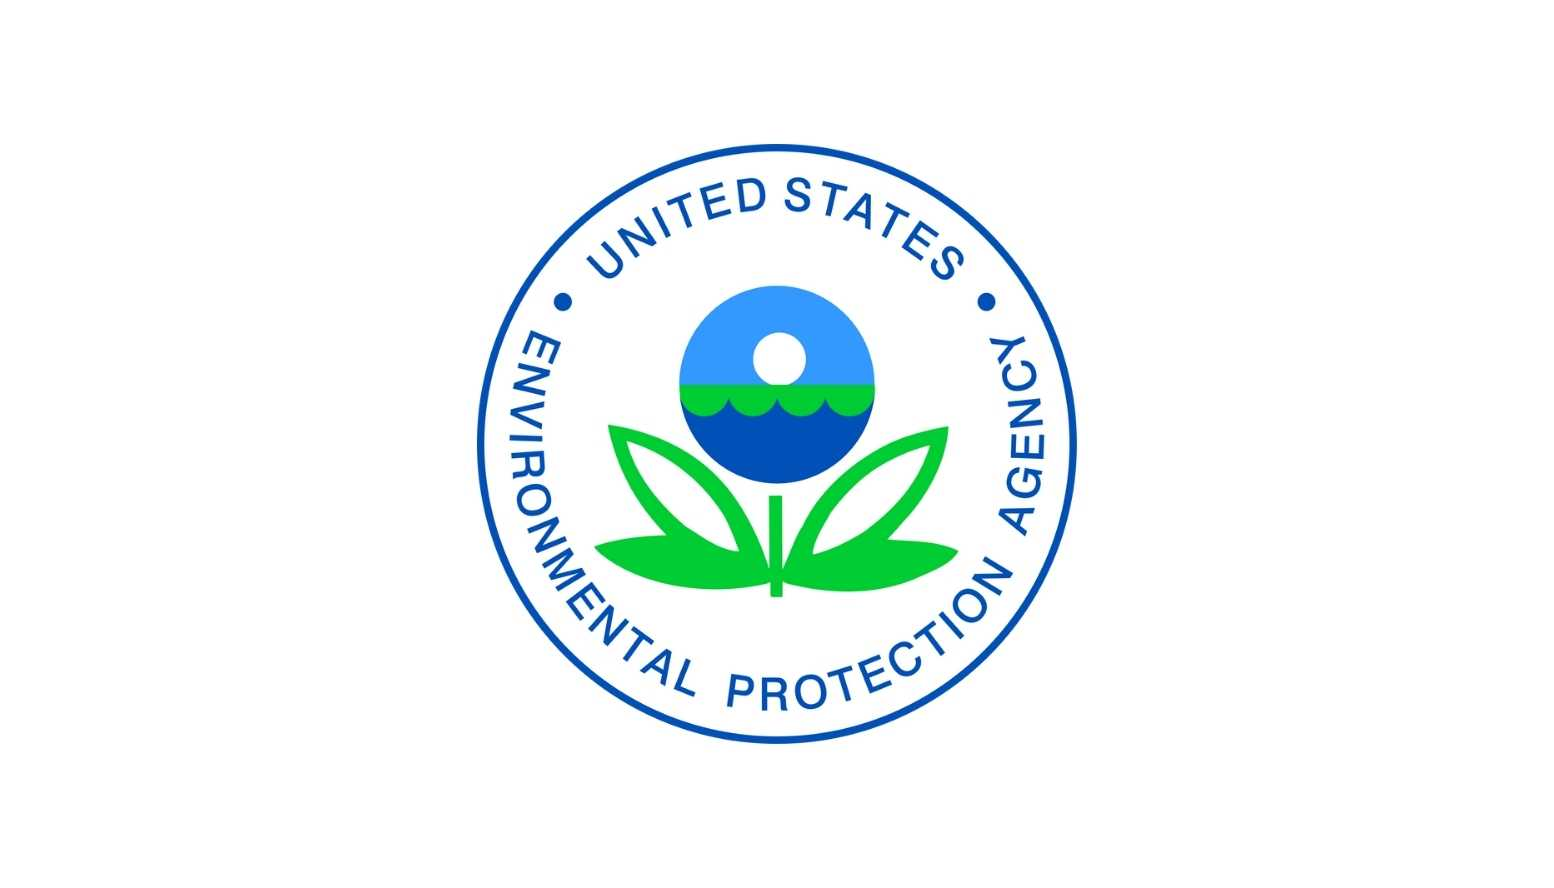 • UNITED STATES •
ENVIRONMENTAL PROTECTION AGENCY